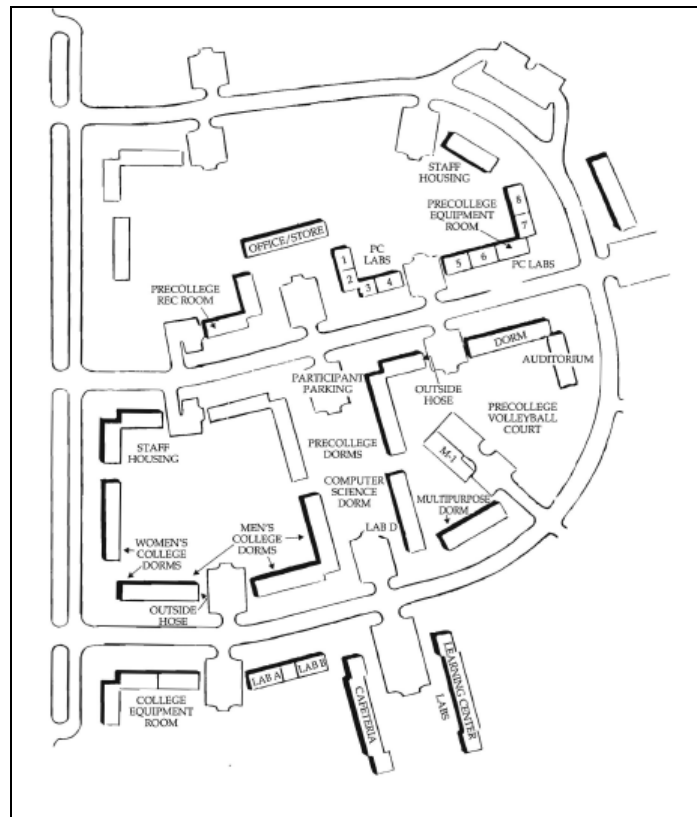 STAFF
HOUSING
PRECOLLEGE
EQUIPMENT
ROOM
8
7
OFFICE/STORE
PC
LABS
1
2
3
4
5
6
PC LABS
PRECOLLEGE
REC ROOM
DORM
AUDITORIUM
PARTICIPANT
PARKING
OUTSIDE
HOSE
PRECOLLEGE
VOLLEYBALL
COURT
STAFF
HOUSING
PRECOLLEGE
DORMS
M-1
COMPUTER
SCIENCE
DORM
MULTIPURPOSE
DORM
LAB D
MEN'S
COLLEGE
DORMS
WOMEN'S
COLLEGE
DORMS
OUTSIDE
HOSE
LAB A
LAB B
CAFETERIA
LEARNING CENTER
LABS
COLLEGE
EQUIPMENT
ROOM